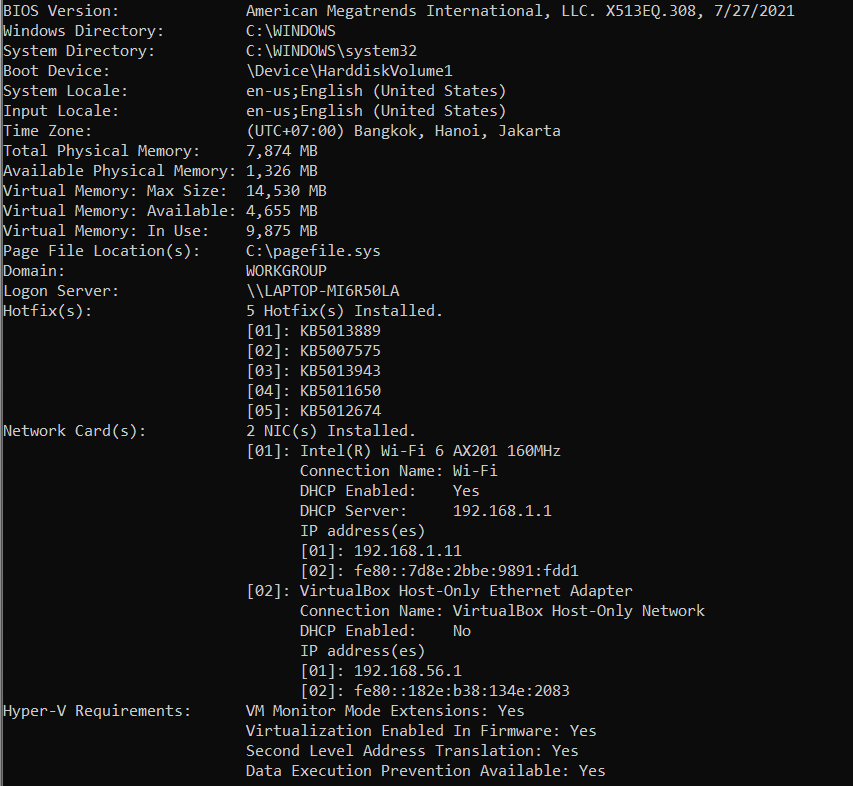 BIOS Version: American Megatrends International, LLC. X513EQ.308, 7/27/2021
Windows Directory: C:\WINDOWS
System Directory: C:\WINDOWS\system32
Boot Device: \Device\HarddiskVolume1
System Locale: en-us;English (United States)
Input Locale: en-us;English (United States)
Time Zone: (UTC+07:00) Bangkok, Hanoi, Jakarta
Total Physical Memory: 7,874 MB
Available Physical Memory: 1,326 MB
Virtual Memory: Max Size: 14,530 MB
Virtual Memory: Available: 4,655 MB
Virtual Memory: In Use: 9,875 MB
Page File Location(s): C:\pagefile.sys
Domain: WORKGROUP
Logon Server: \\LAPTOP-MI6R50LA
Hotfix(s): 5 Hotfix(s) Installed.
[01]: KB5013889
[02]: KB5007575
[03]: KB5013943
[04]: KB5011650
[05]: KB5012674
Network Card(s): 2 NIC(s) Installed.
[01]: Intel(R) Wi-Fi 6 AX201 160MHz
Connection Name: Wi-Fi
DHCP Enabled: Yes
DHCP Server: 192.168.1.1
IP address(es)
[01]: 192.168.1.11
[02]: fe80::7d8e:2bbe:9891:fdd1
[02]: VirtualBox Host-Only Ethernet Adapter
Connection Name: VirtualBox Host-Only Network
DHCP Enabled: No
IP address(es)
[01]: 192.168.56.1
[02]: fe80::182e:b38:134e:2083
Hyper-V Requirements: VM Monitor Mode Extensions: Yes
Virtualization Enabled In Firmware: Yes
Second Level Address Translation: Yes
Data Execution Prevention Available: Yes